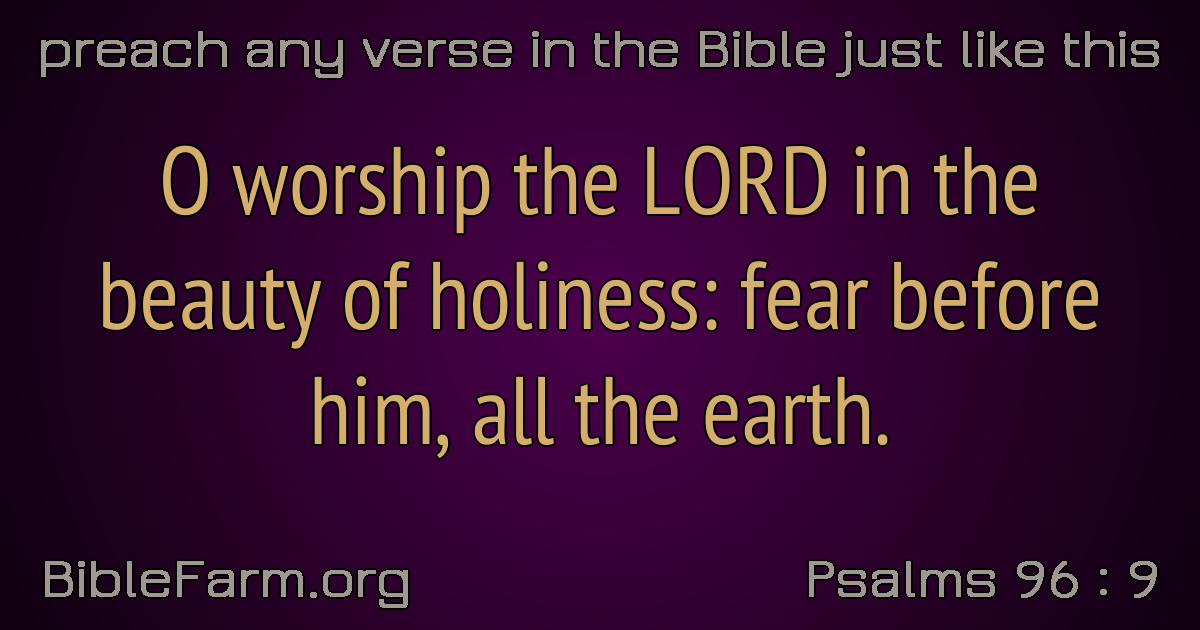 preach any verse in the Bible just like this
O worship the LORD in the
beauty of holiness: fear before
him, all the earth.
BibleFarm.org
Psalms 96 : 9